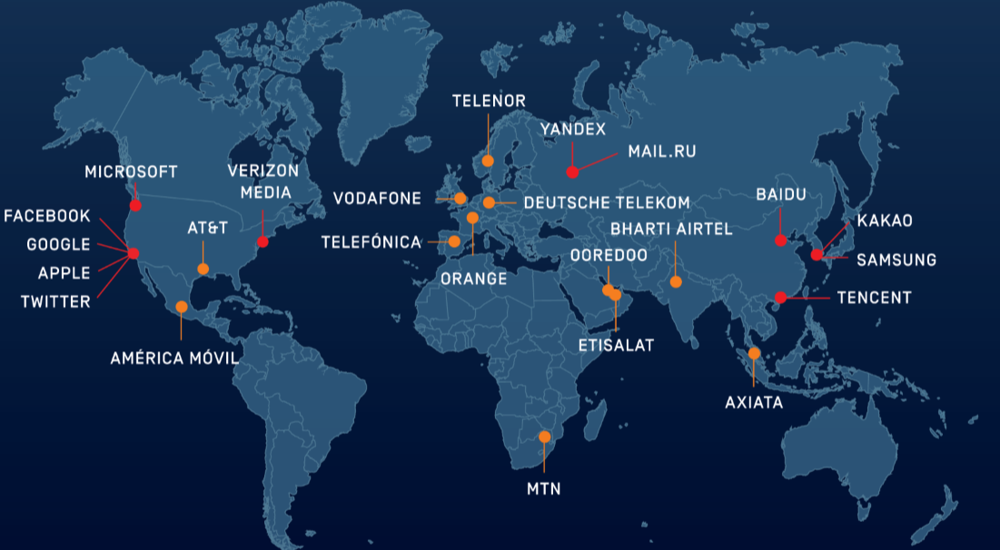 TELENOR
YANDEX
MAIL.RU
MICROSOFT
VERIZON
MEDIA
VODAFONE
DEUTSCHE TELEKOM
BAIDU
FACEBOOK
AT&T
BHARTI AIRTEL
KAKAO
GOOGLE
TELEFÓNICA
OOREDOO
SAMSUNG
APPLE
ORANGE
TWITTER
TENCENT
AMÉRICA MÓVIL
ETISALAT
AXIATA
MTN